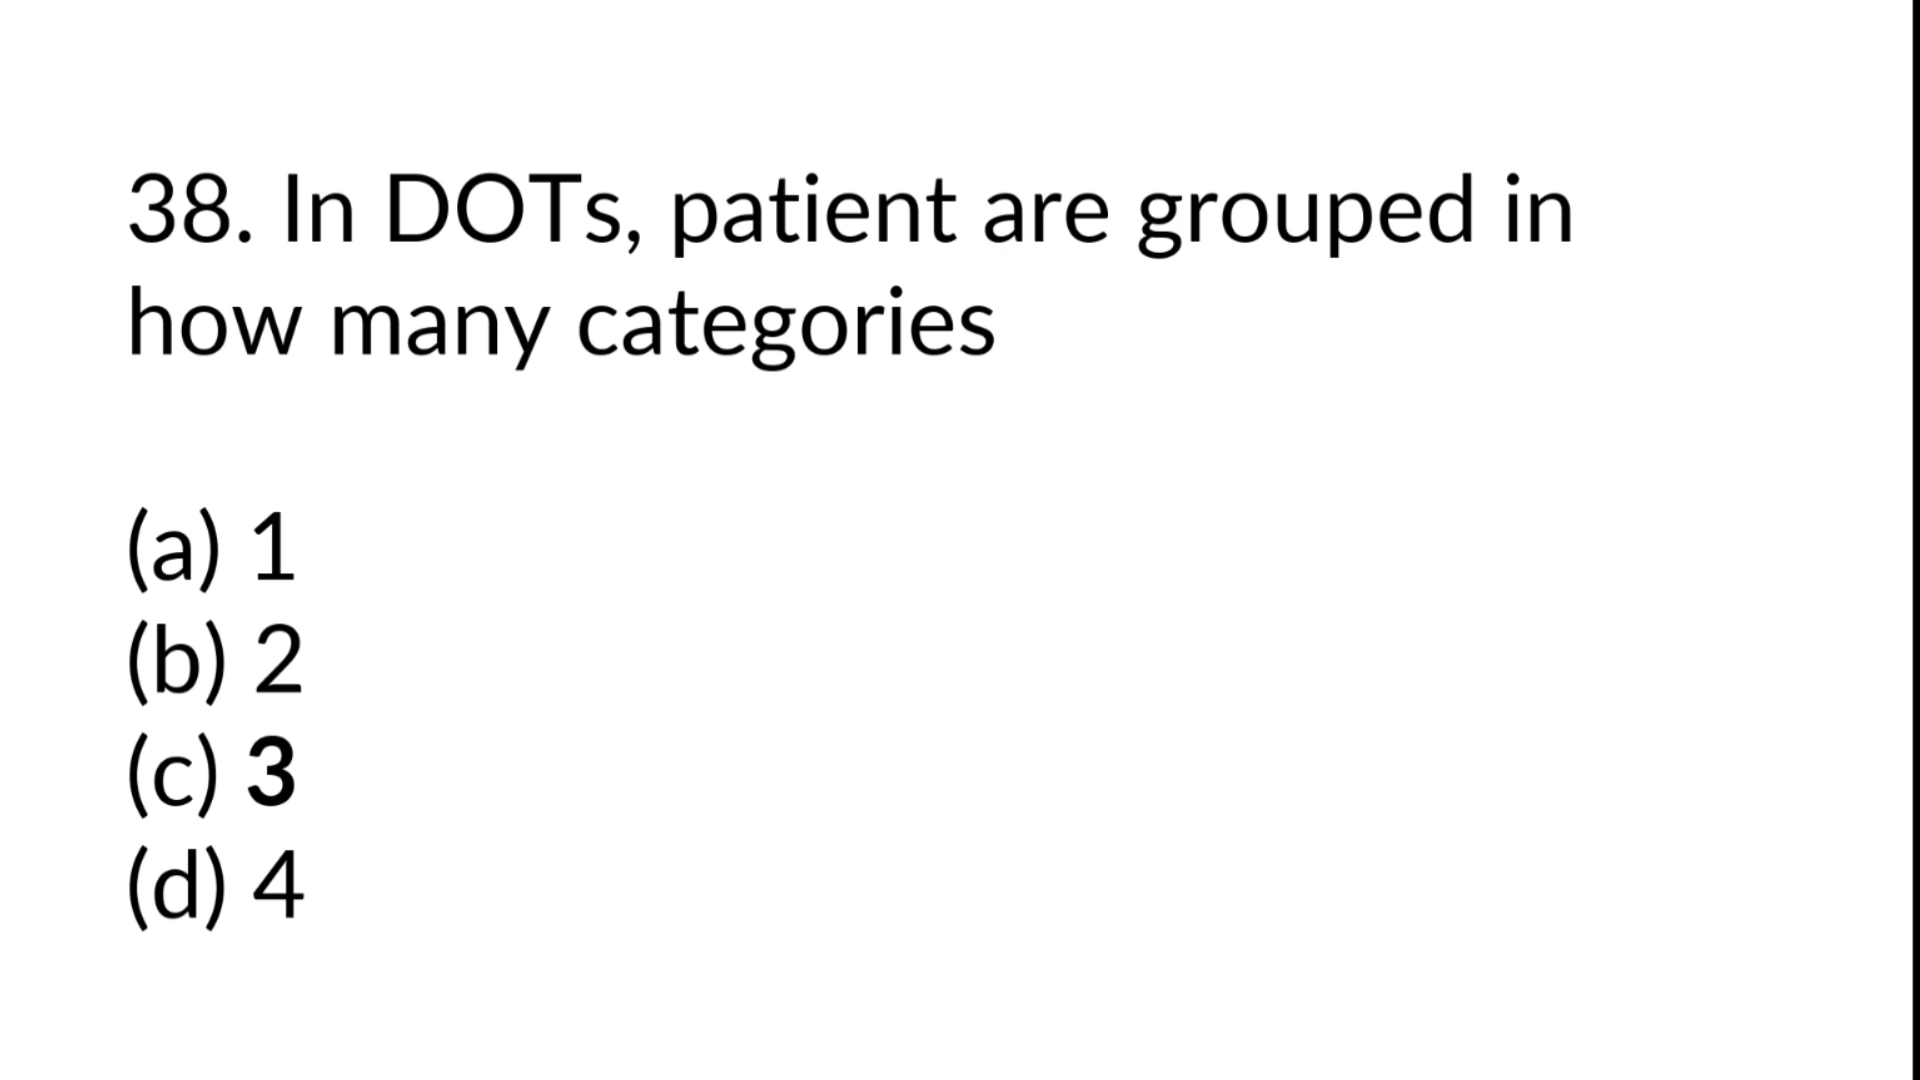 38. In DOTs, patient are grouped in
how many categories
(a) 1
(b) 2
(c) 3
(d) 4